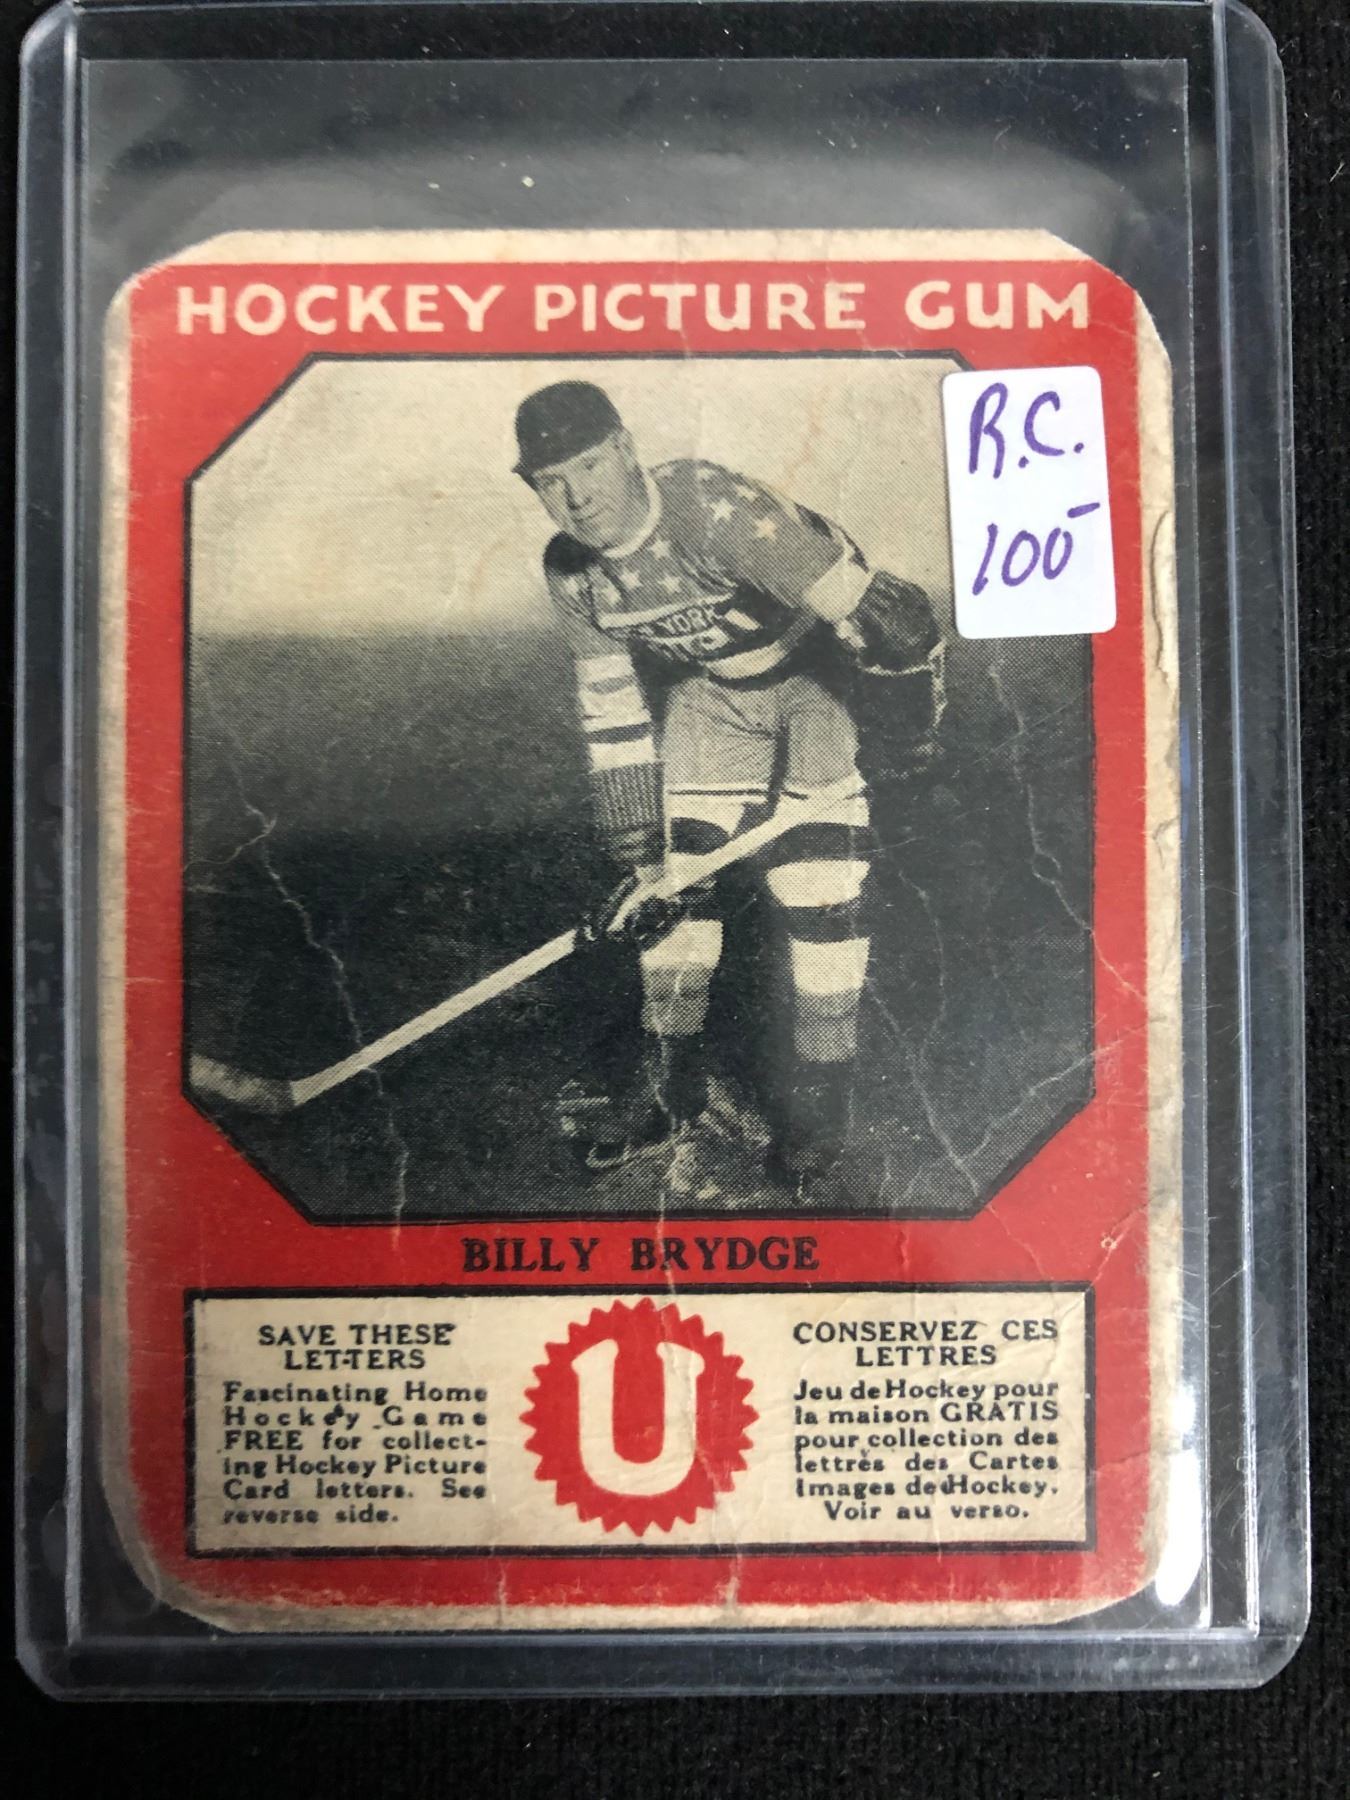 HOCKEY PICTURE GUM
R.C.
100-
YORK
BILLY BRYDGE
SAVE THESE
LETTERS
Fascinating Home
Hockey Game
FREE for collect-
ing Hockey Picture
Card letters. See
reverse side.
U
CONSERVEZ CES
LETTRES
Jeu de Hockey pour
la maison GRATIS
pour collection des
lettres des Cartes
Images de Hockey.
Voir au verso.